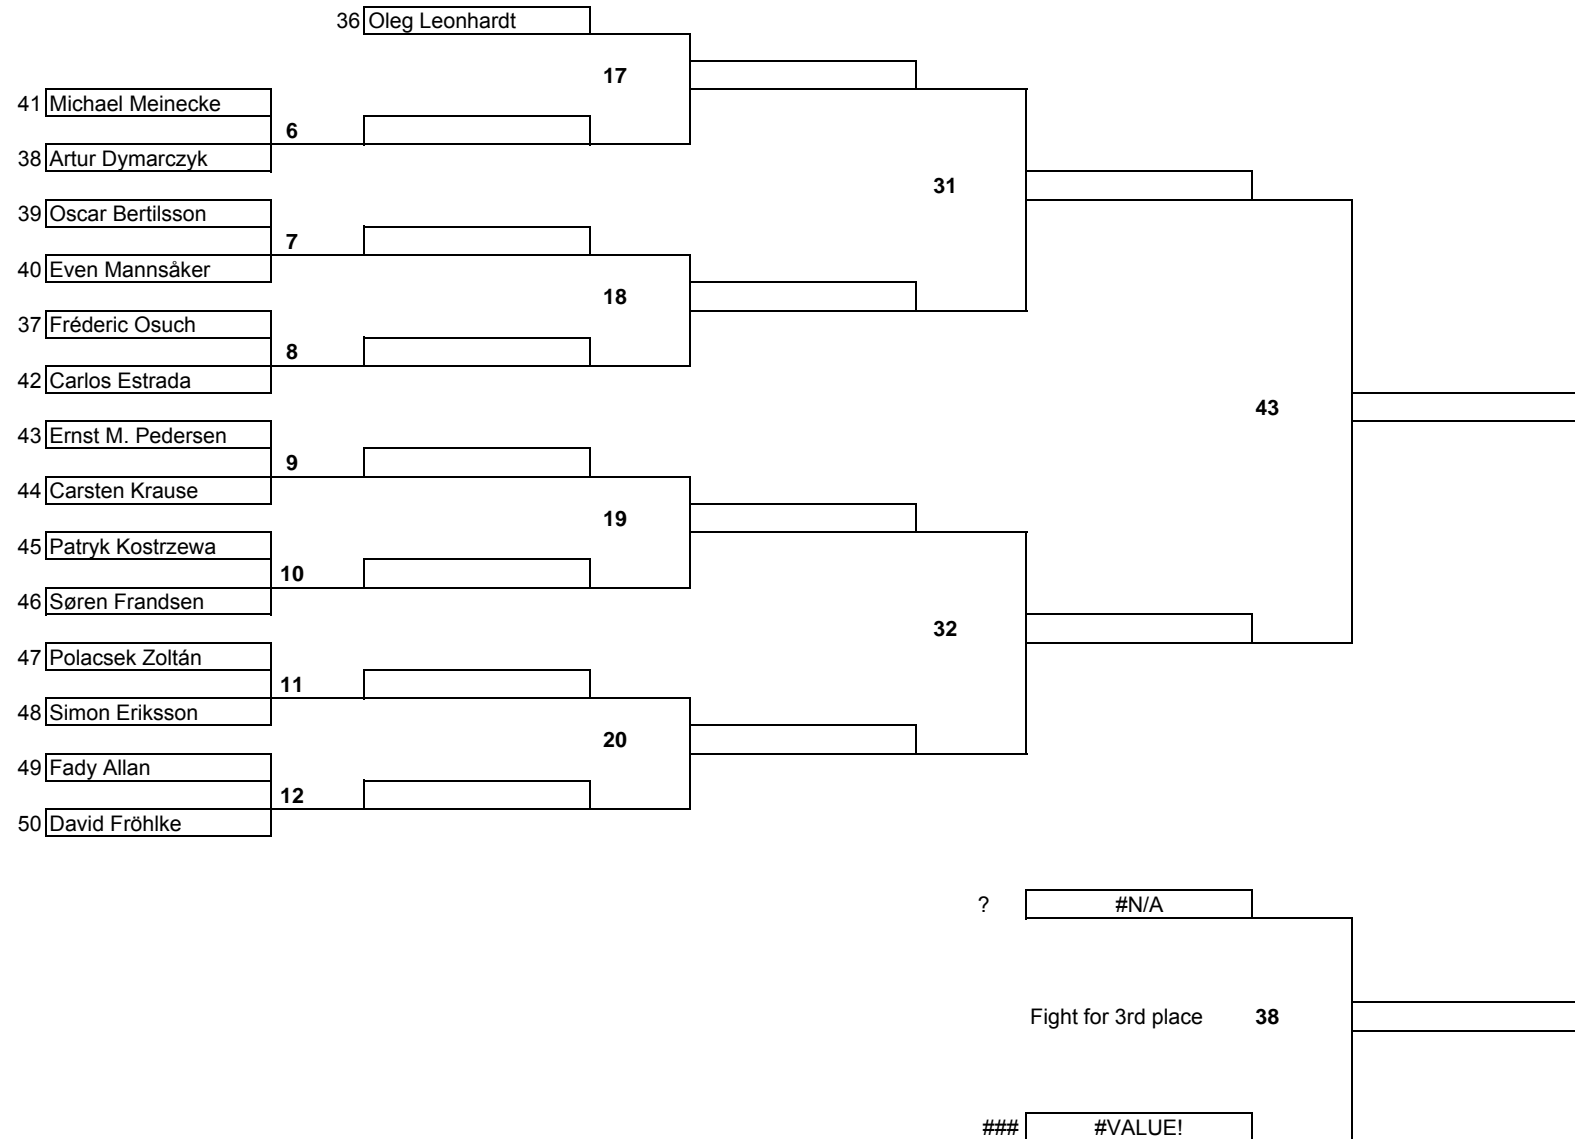 36 Oleg Leonhardt
17
41 Michael Meinecke
6
38 Artur Dymarczyk
31
39 Oscar Bertilsson
7
40 Even Mannsåker
18
37 Fréderic Osuch
8
42 Carlos Estrada
43
43 Ernst M. Pedersen
9
44 Carsten Krause
19
45 Patryk Kostrzewa
10
46 Søren Frandsen
32
47 Polacsek Zoltán
11
48 Simon Eriksson
20
49 Fady Allan
12
50 David Fröhlke
? #N/A
Fight for 3rd place 38
### #VALUE!